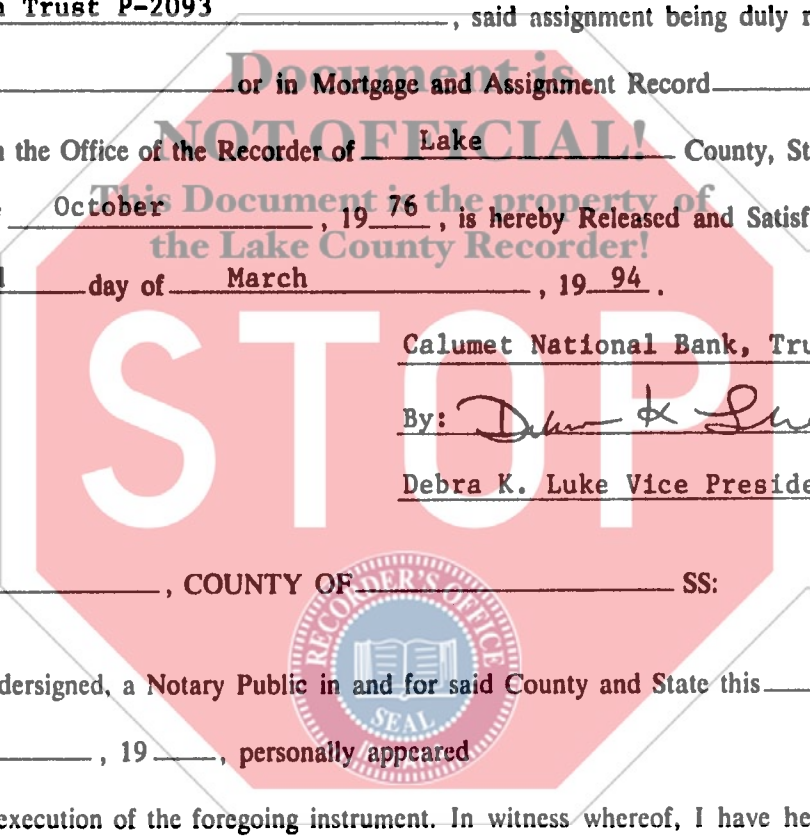 Trust P-2093 , said assignment being duly
Document is
or in Mortgage and Assignment Record
NOT OFFICIAL!
the Office of the Recorder of Lake County, St
This Document is the property of
October , 19 76 , is hereby Released and Satisf
the Lake County Recorder!
day of March , 19 94 .
STOP
Calumet National Bank, Tru
By: Debra K Lu
Debra K. Luke Vice Preside
, COUNTY OF SS:
RECORDER'S OFFICE
SEAL
dersigned, a Notary Public in and for said County and State this
, 19 , personally appeared
execution of the foregoing instrument. In witness whereof, I have he